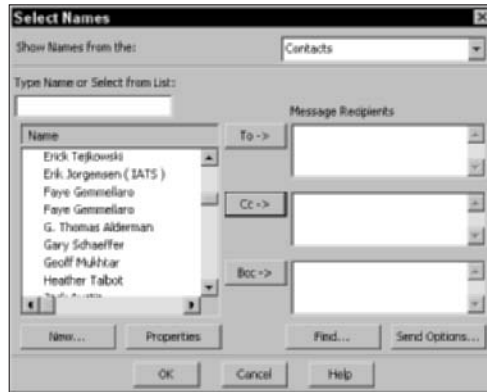 Select Names
Show Names from the:
Contacts
Type Name or Select from List:
Message Recipients
Name
Erick Tejkowski
Erik Jorgensen ( IATS )
Faye Gemmellaro
Faye Gemmellaro
G. Thomas Alderman
Gary Schaeffer
Geoff Mukhtar
Heather Talbot
To ->
Cc ->
Bcc ->
New...
Properties
Find...
Send Options...
OK
Cancel
Help